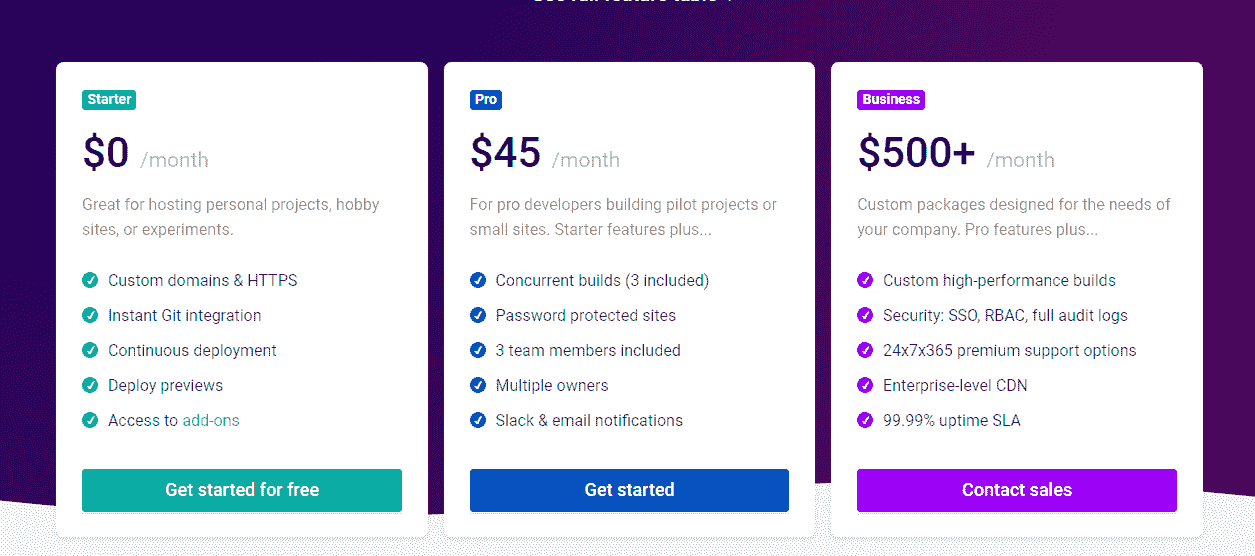 See full feature table
Starter
$0 /month
Great for hosting personal projects, hobby
sites, or experiments.
Custom domains & HTTPS
Instant Git integration
Continuous deployment
Deploy previews
Access to add-ons
Get started for free
Pro
$45 /month
For pro developers building pilot projects or
small sites. Starter features plus...
Concurrent builds (3 included)
Password protected sites
3 team members included
Multiple owners
Slack & email notifications
Get started
Business
$500+ /month
Custom packages designed for the needs of
your company. Pro features plus...
Custom high-performance builds
Security: SSO, RBAC, full audit logs
24x7x365 premium support options
Enterprise-level CDN
99.99% uptime SLA
Contact sales